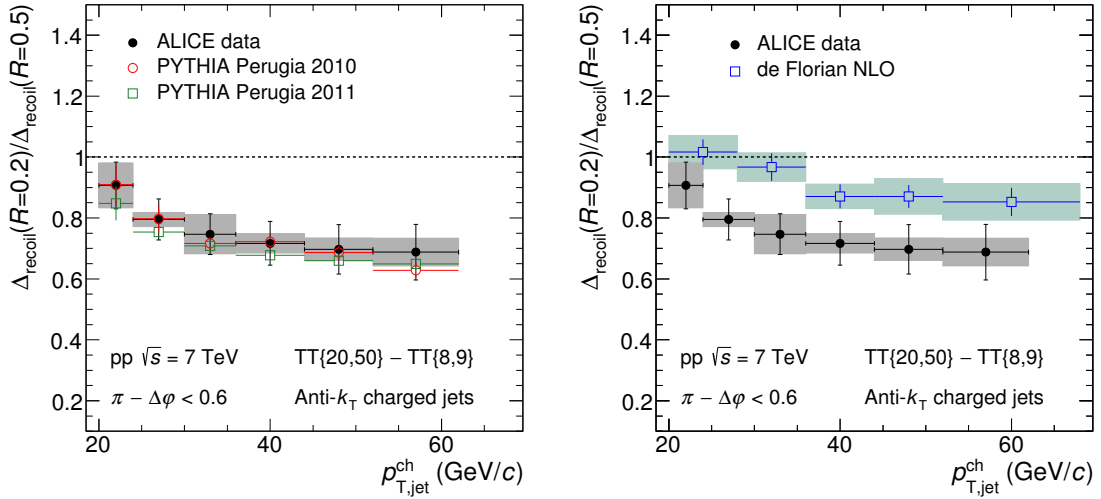 Δrecoil(R=0.2)/Δrecoil(R=0.5)
1.4
1.2
1
0.8
0.6
0.4
0.2
ALICE data
PYTHIA Perugia 2010
PYTHIA Perugia 2011
pp √s = 7 TeV
TT{20,50} − TT{8,9}
π − Δφ < 0.6
Anti-kT charged jets
20
40
60
p^ch_T,jet (GeV/c)
Δrecoil(R=0.2)/Δrecoil(R=0.5)
1.4
1.2
1
0.8
0.6
0.4
0.2
ALICE data
de Florian NLO
pp √s = 7 TeV
TT{20,50} − TT{8,9}
π − Δφ < 0.6
Anti-kT charged jets
20
40
60
p^ch_T,jet (GeV/c)